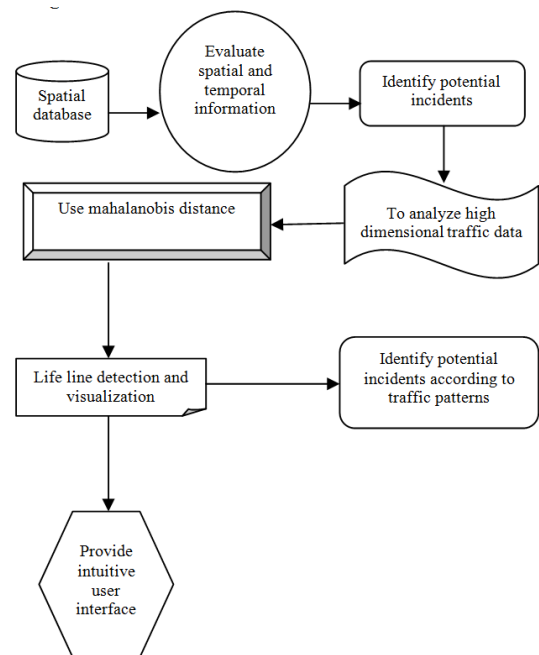 Evaluate
spatial and
temporal
information
Spatial
database
Identify potential
incidents
Use mahalanobis distance
To analyze high
dimensional traffic data
Life line detection and
visualization
Identify potential
incidents according to
traffic patterns
Provide
intuitive
user
interface